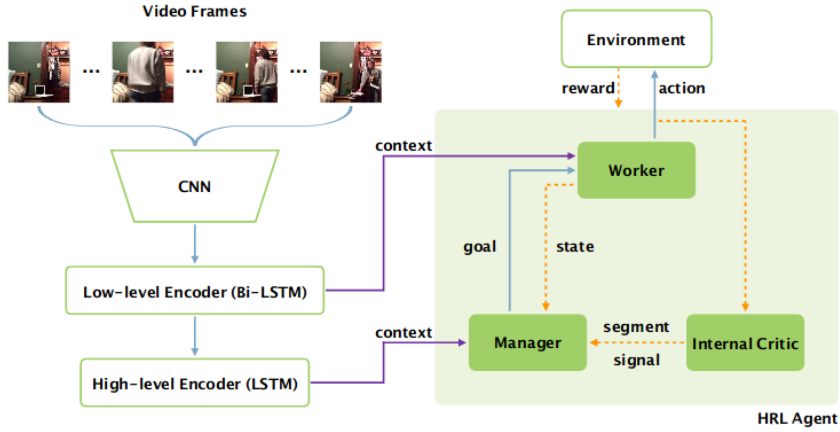 Video Frames
... ... ...
CNN
Low-level Encoder (Bi-LSTM)
High-level Encoder (LSTM)
context
context
Environment
reward
action
Worker
goal
state
Manager
segment
signal
Internal Critic
HRL Agent